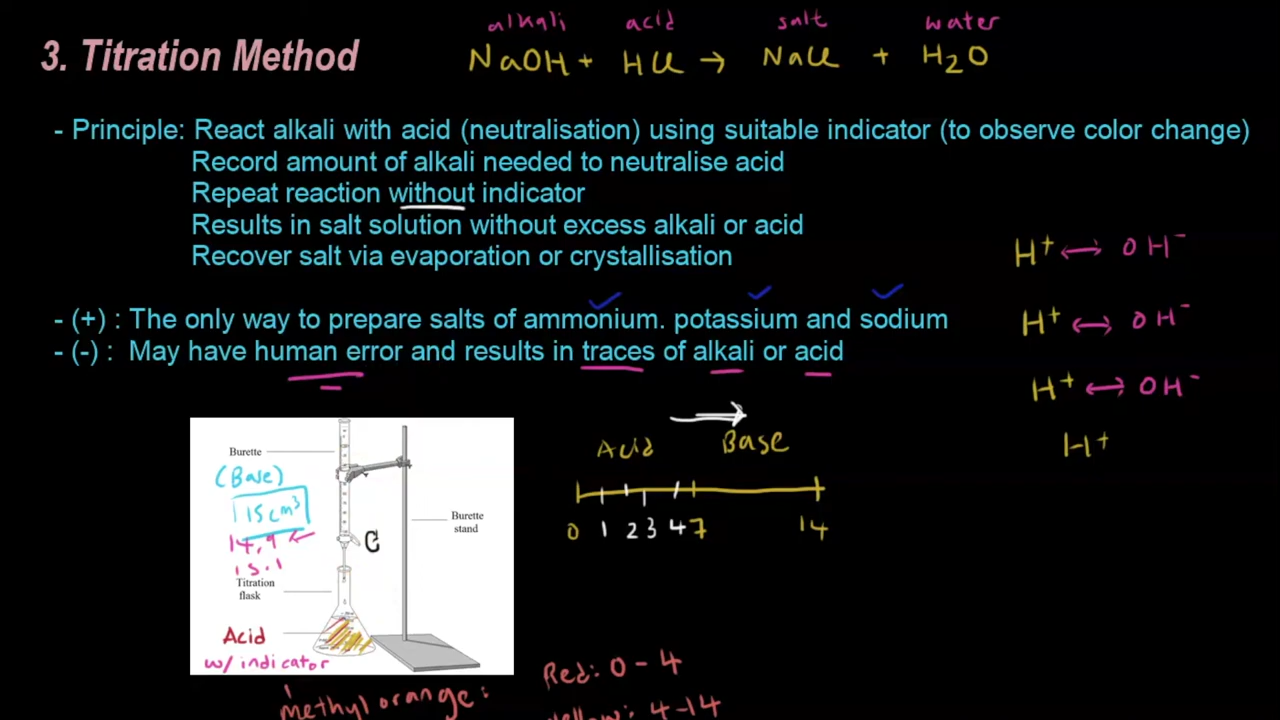 alkali acid salt water
3. Titration Method
NaOH + HCl → NaCl + H2O
- Principle: React alkali with acid (neutralisation) using suitable indicator (to observe color change)
Record amount of alkali needed to neutralise acid
Repeat reaction without indicator
Results in salt solution without excess alkali or acid
Recover salt via evaporation or crystallisation
H+ ↔ OH-
- (+) : The only way to prepare salts of ammonium. potassium and sodium
H+ ↔ OH-
- (-) : May have human error and results in traces of alkali or acid
H+ ↔ OH-
H+
Burette
(Base)
15cm3
14.9
15.1
Burette
stand
Titration
flask
Acid
w/ indicator
Acid Base
0 1 2 3 4 7 14
methyl orange:
Red: 0 - 4
Yellow: 4-14